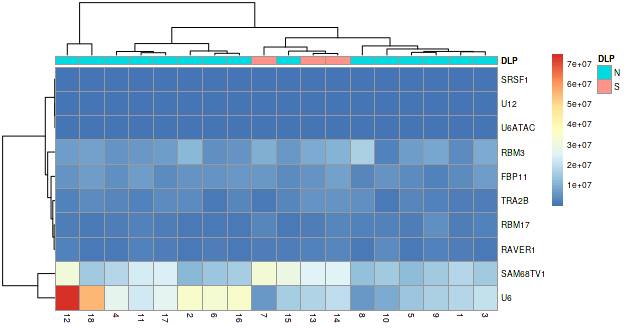 DLP
SRSF1
U12
U6ATAC
RBM3
FBP11
TRA2B
RBM17
RAVER1
SAM68TV1
U6
12 18 4 11 17 2 6 16 7 15 13 14 8 10 5 9 1 3
7e+07
6e+07
5e+07
4e+07
3e+07
2e+07
1e+07
DLP
N
S